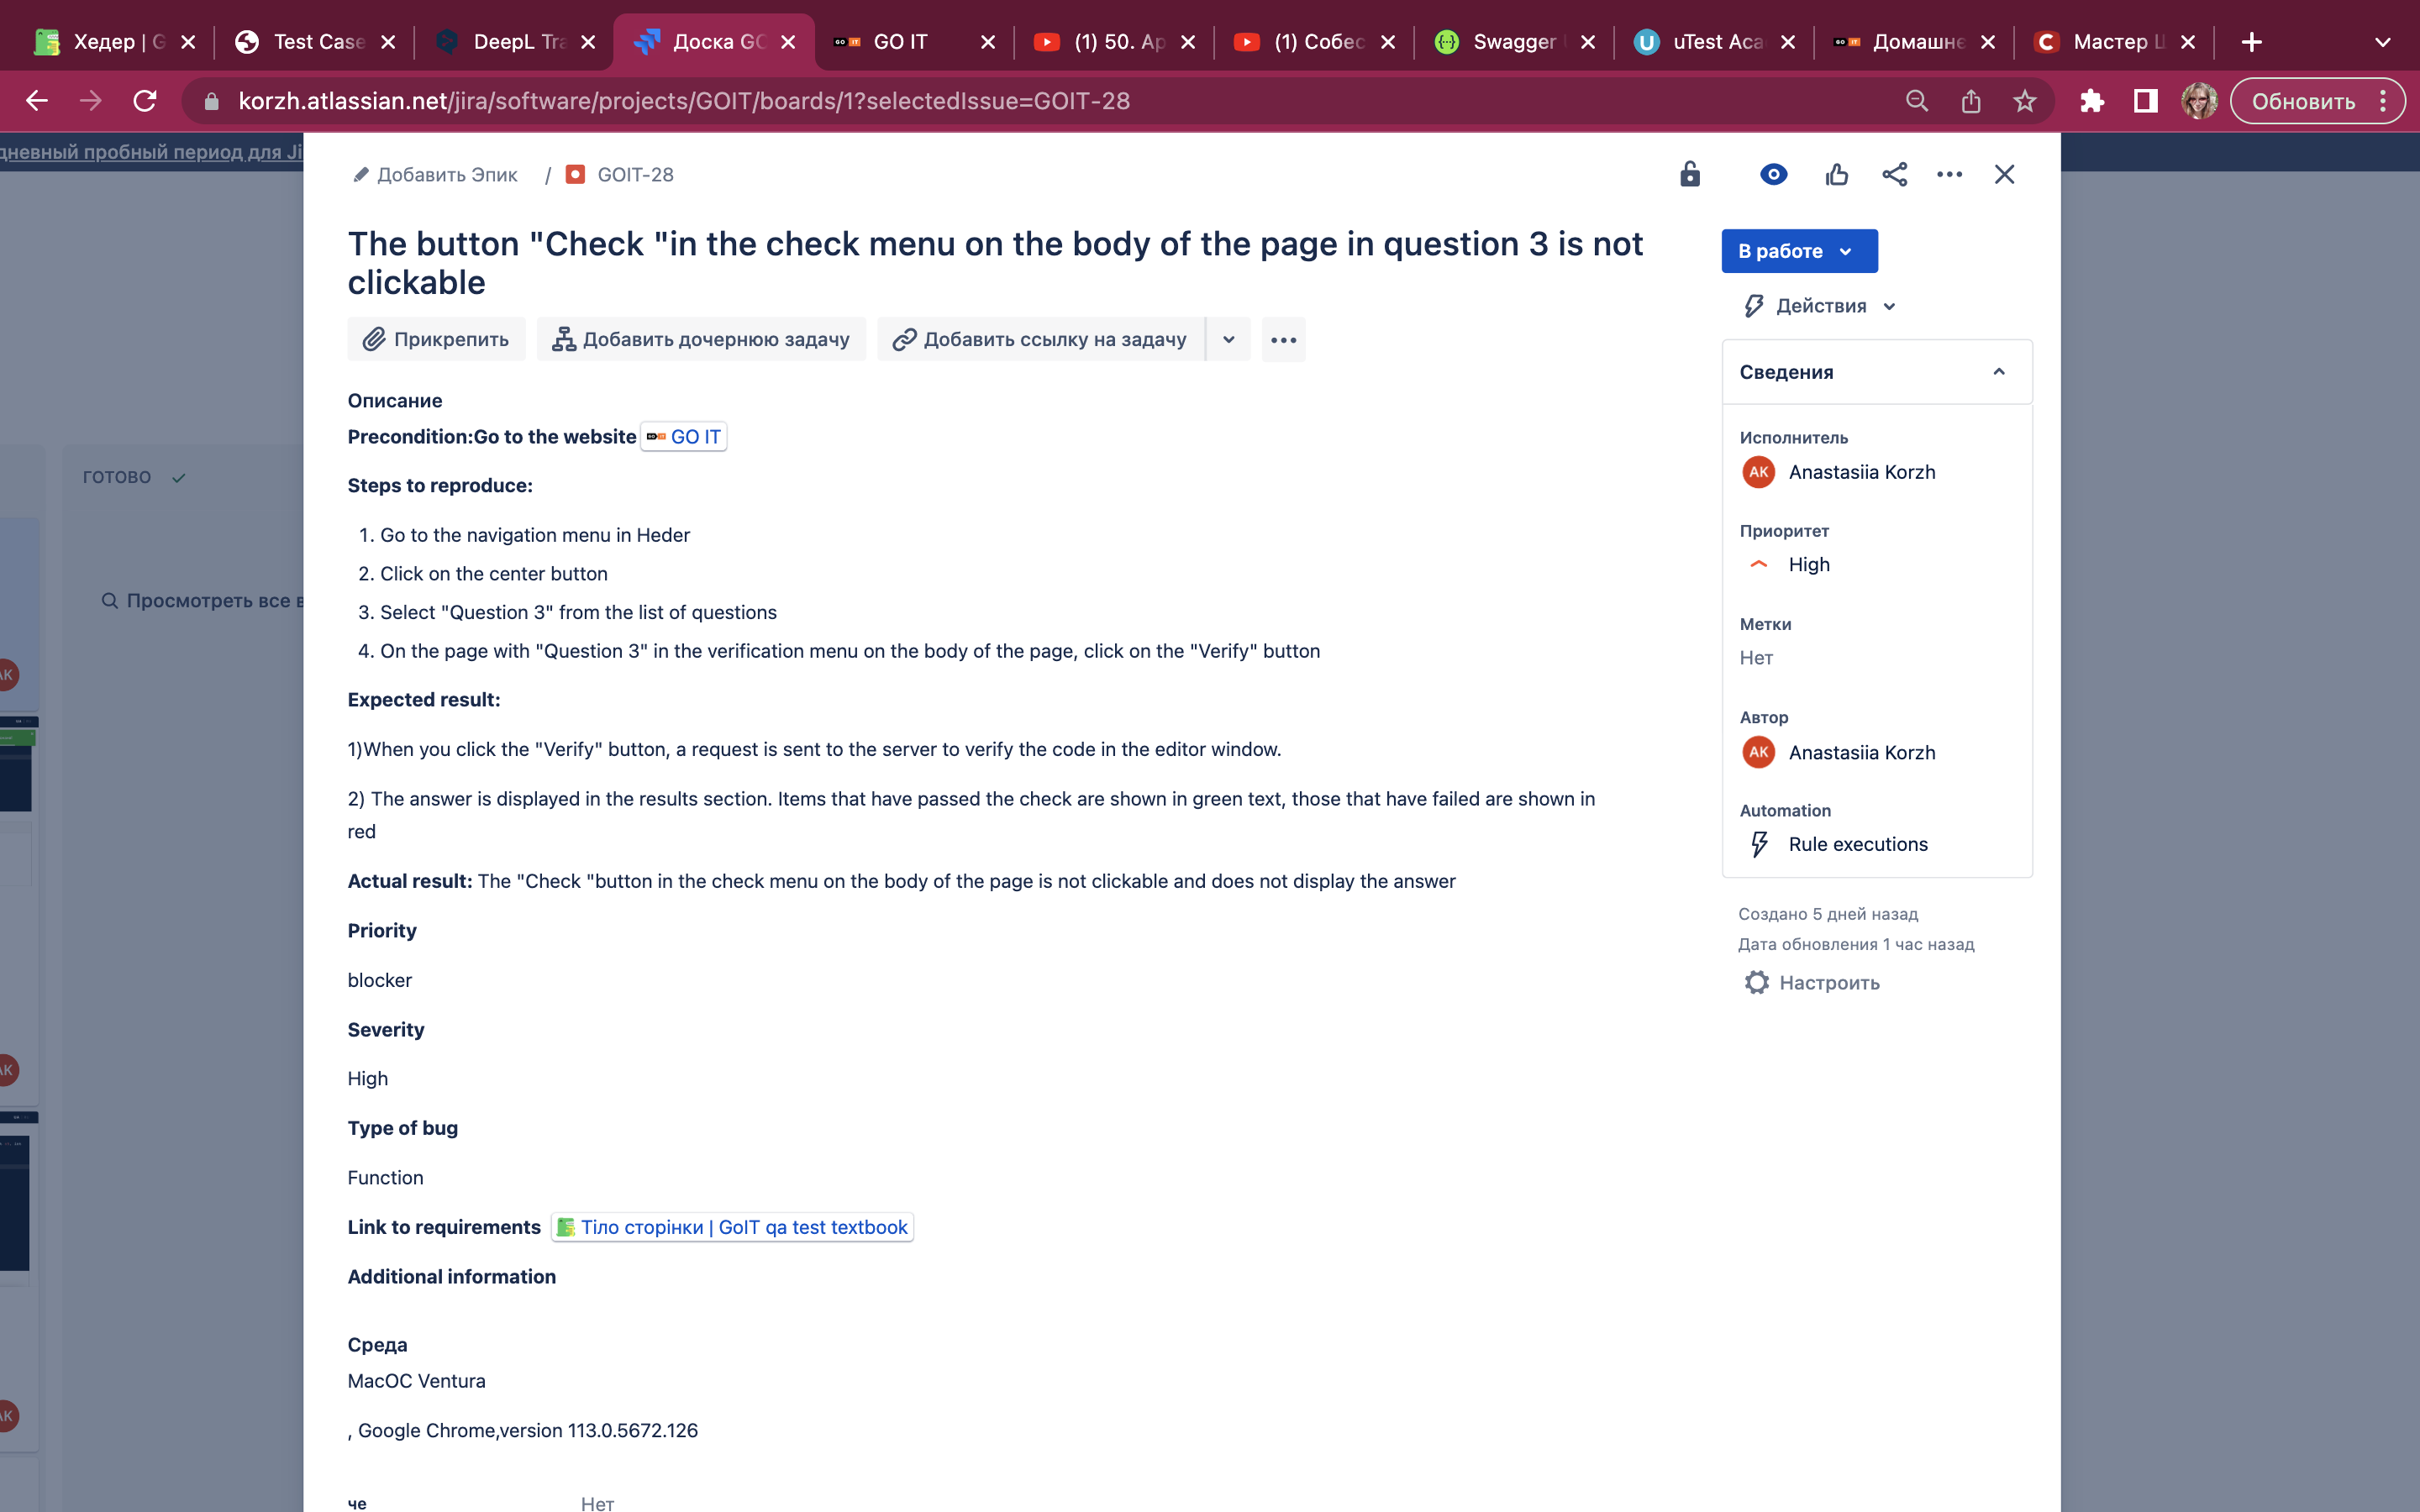 Хедер | G
Test Case
DeepL Tra
Доска GO
GO IT
(1) 50. Ap
(1) Собес
Swagger
uTest Aca
Домашне
Мастер Ц
korzh.atlassian.net/jira/software/projects/GOIT/boards/1?selectedIssue=GOIT-28
Обновить
дневный пробный период для Ji
Добавить Эпик / GOIT-28
The button "Check "in the check menu on the body of the page in question 3 is not
clickable
Прикрепить
Добавить дочернюю задачу
Добавить ссылку на задачу
Описание
Precondition:Go to the website GO IT
Steps to reproduce:
1. Go to the navigation menu in Heder
2. Click on the center button
3. Select "Question 3" from the list of questions
4. On the page with "Question 3" in the verification menu on the body of the page, click on the "Verify" button
Expected result:
1)When you click the "Verify" button, a request is sent to the server to verify the code in the editor window.
2) The answer is displayed in the results section. Items that have passed the check are shown in green text, those that have failed are shown in
red
Actual result: The "Check "button in the check menu on the body of the page is not clickable and does not display the answer
Priority
blocker
Severity
High
Type of bug
Function
Link to requirements Тіло сторінки | GoIT qa test textbook
Additional information
Среда
MacOC Ventura
, Google Chrome,version 113.0.5672.126
че
Нет
В работе
Действия
Сведения
Исполнитель
AK Anastasiia Korzh
Приоритет
High
Метки
Нет
Автор
AK Anastasiia Korzh
Automation
Rule executions
Создано 5 дней назад
Дата обновления 1 час назад
Настроить
ГОТОВО
Просмотреть все в
AK
AK
AK